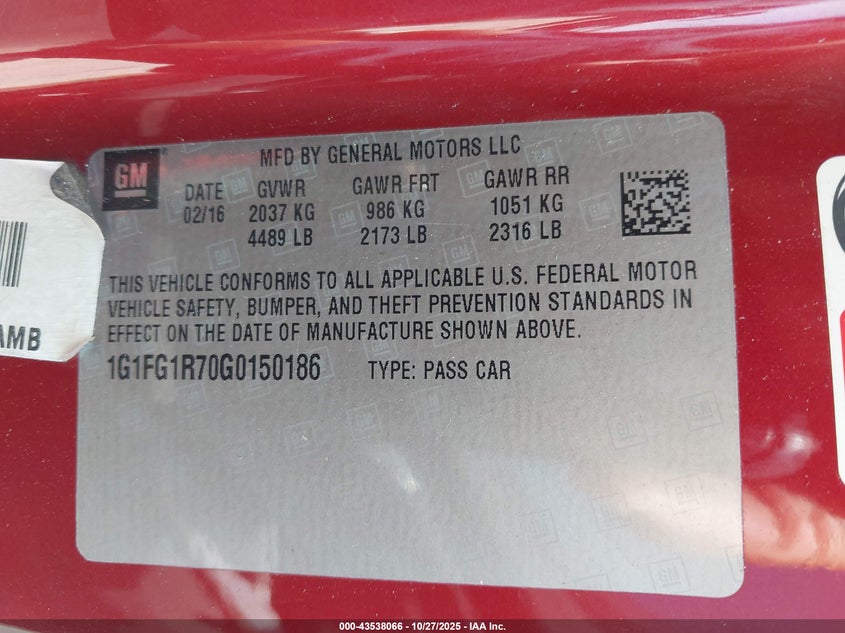 GM
MFD BY GENERAL MOTORS LLC
DATE GVWR GAWR FRT GAWR RR
02/16 2037 KG 986 KG 1051 KG
4489 LB 2173 LB 2316 LB
THIS VEHICLE CONFORMS TO ALL APPLICABLE U.S. FEDERAL MOTOR
VEHICLE SAFETY, BUMPER, AND THEFT PREVENTION STANDARDS IN
EFFECT ON THE DATE OF MANUFACTURE SHOWN ABOVE.
1G1FG1R70G0150186 TYPE: PASS CAR
AMB
000-43538066 - 10/27/2025 - IAA Inc.